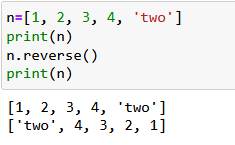 n=[1, 2, 3, 4, 'two']
print(n)
n.reverse()
print(n)
[1, 2, 3, 4, 'two']
['two', 4, 3, 2, 1]